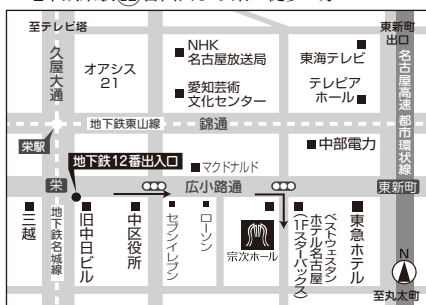 至テレビ塔
久屋大通
オアシス
21
NHK
名古屋放送局
愛知芸術
文化センター
東海テレビ
テレピア
ホール
東新町
出口
名古屋高速 都市環状線
地下鉄東山線
錦通
栄駅
地下鉄12番出入口
マクドナルド
中部電力
栄
広小路通
東新町
三越
地下鉄名城線
旧中日ビル
中区役所
セブンイレブン
ローソン
宗次ホール
ベストウェスタン
ホテル名古屋
(1Fスターバックス)
東急ホテル
N
至丸太町